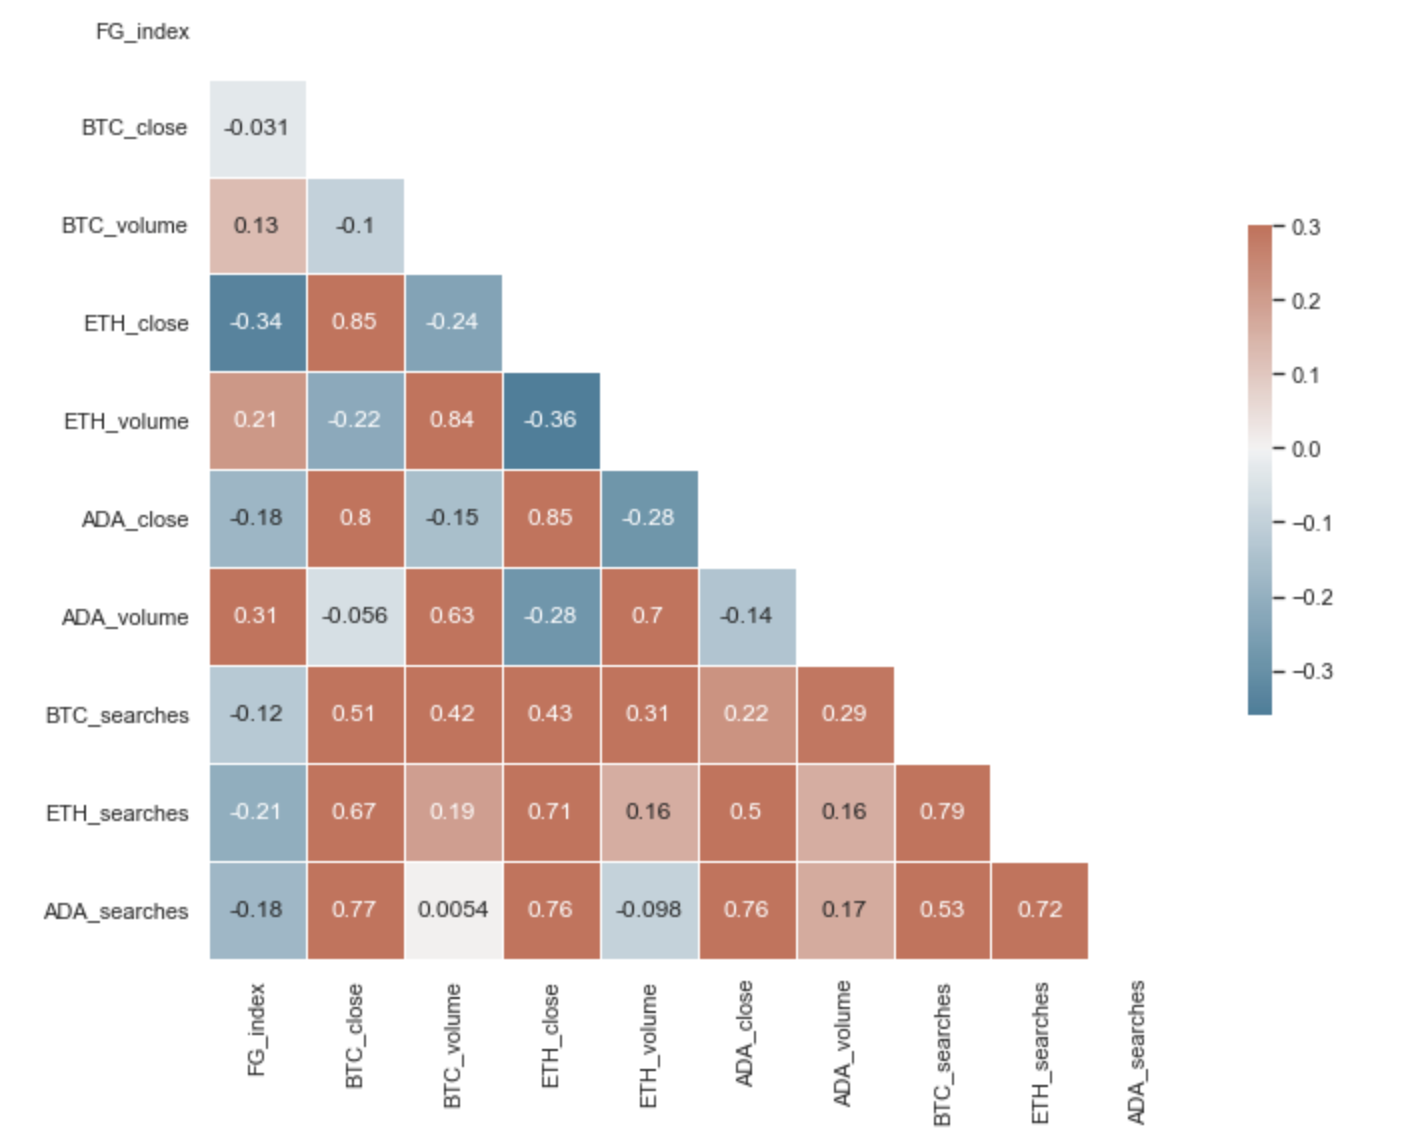 FG_index
BTC_close -0.031
BTC_volume 0.13 -0.1
ETH_close -0.34 0.85 -0.24
ETH_volume 0.21 -0.22 0.84 -0.36
ADA_close -0.18 0.8 -0.15 0.85 -0.28
ADA_volume 0.31 -0.056 0.63 -0.28 0.7 -0.14
BTC_searches -0.12 0.51 0.42 0.43 0.31 0.22 0.29
ETH_searches -0.21 0.67 0.19 0.71 0.16 0.5 0.16 0.79
ADA_searches -0.18 0.77 0.0054 0.76 -0.098 0.76 0.17 0.53 0.72
FG_index
BTC_close
BTC_volume
ETH_close
ETH_volume
ADA_close
ADA_volume
BTC_searches
ETH_searches
ADA_searches
0.3
0.2
0.1
0.0
−0.1
−0.2
−0.3